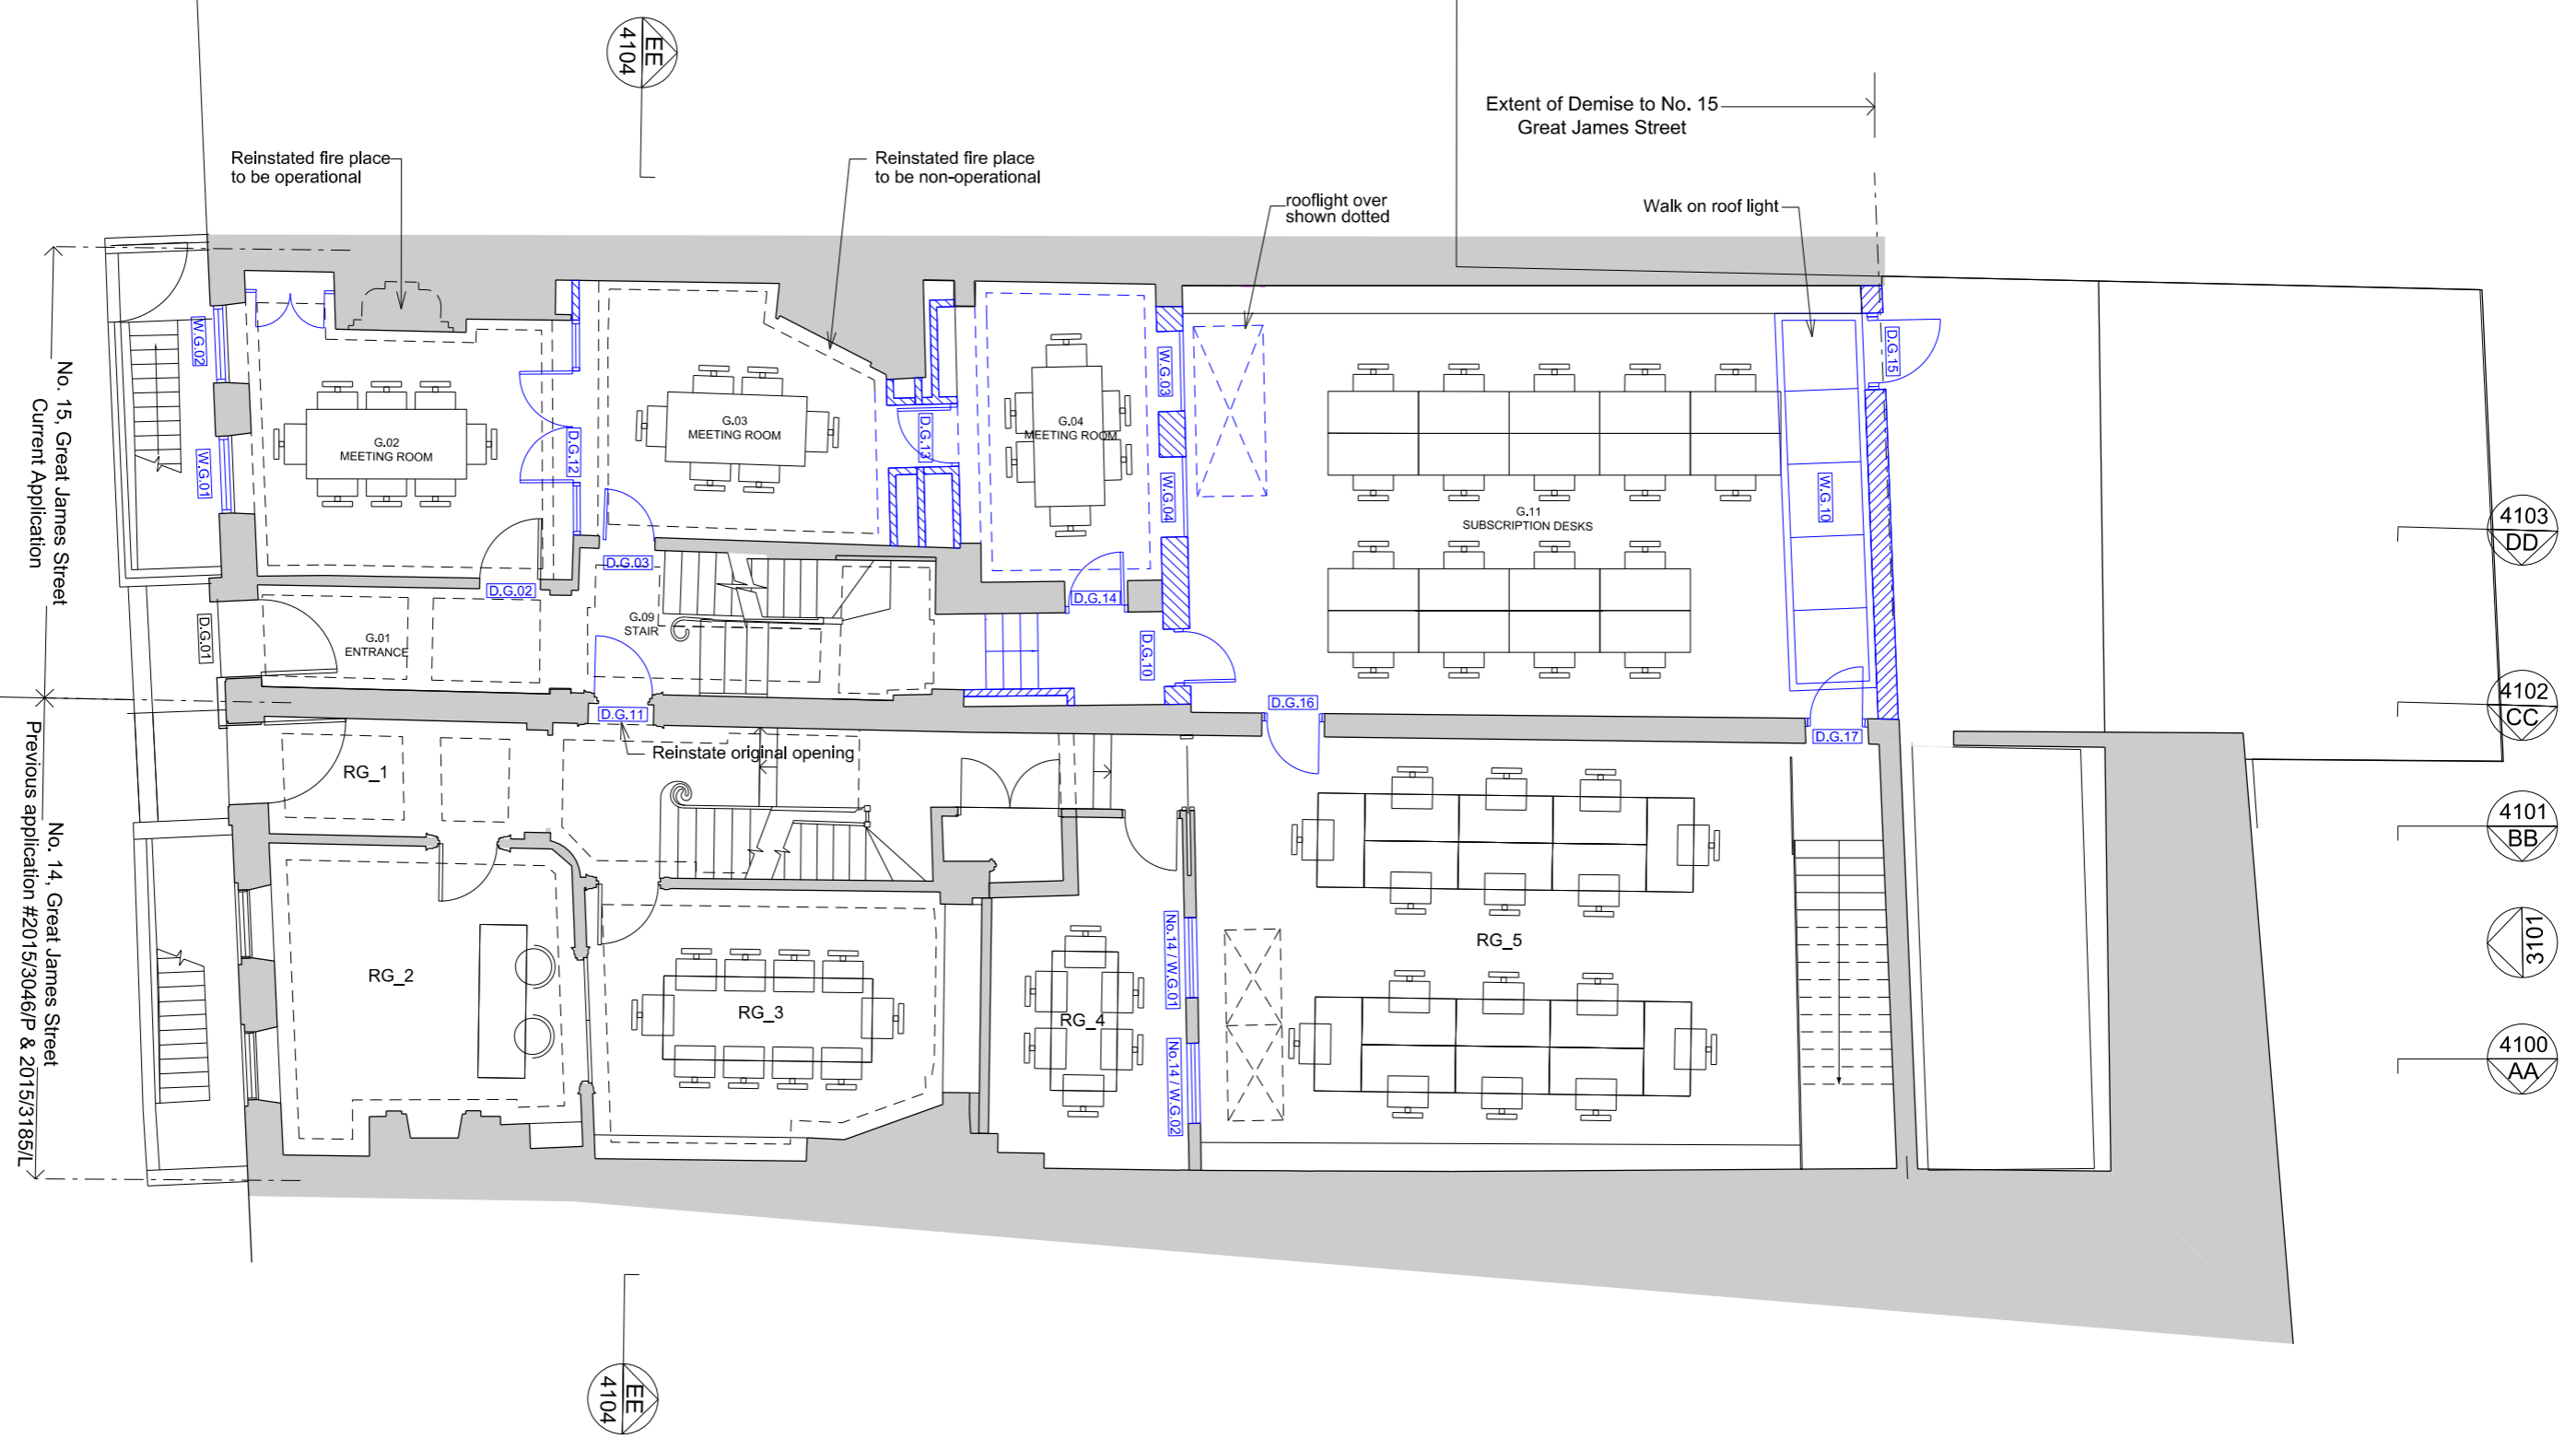 EE
4104
Extent of Demise to No. 15
Great James Street
Reinstated fire place
to be operational
Reinstated fire place
to be non-operational
rooflight over
shown dotted
Walk on roof light
No. 15, Great James Street
Current Application
W.G.02
W.G.01
D.G.01
G.02
MEETING ROOM
D.G.12
G.03
MEETING ROOM
D.G.13
G.04
MEETING ROOM
W.G.03
W.G.04
D.G.15
W.G.10
G.11
SUBSCRIPTION DESKS
D.G.02
D.G.03
D.G.14
G.01
ENTRANCE
G.09
STAIR
D.G.10
D.G.11
D.G.16
D.G.17
Reinstate original opening
4103
DD
4102
CC
4101
BB
3101
4100
AA
No. 14, Great James Street
Previous application #2015/3046/P & 2015/3185/L
RG_1
RG_2
RG_3
RG_4
RG_5
No.14 / W.G.01
No.14 / W.G.02
EE
4104